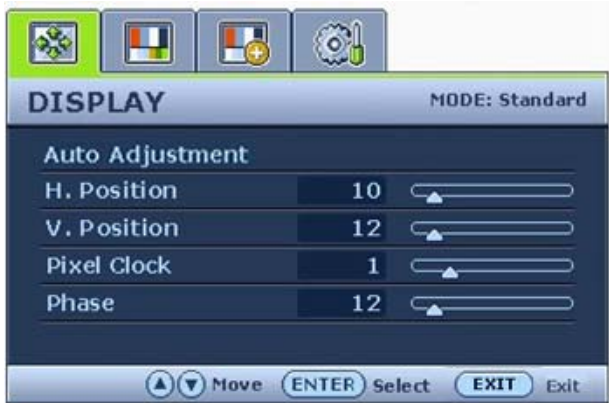 DISPLAY MODE: Standard
Auto Adjustment
H. Position 10
V. Position 12
Pixel Clock 1
Phase 12
Move ENTER Select EXIT Exit